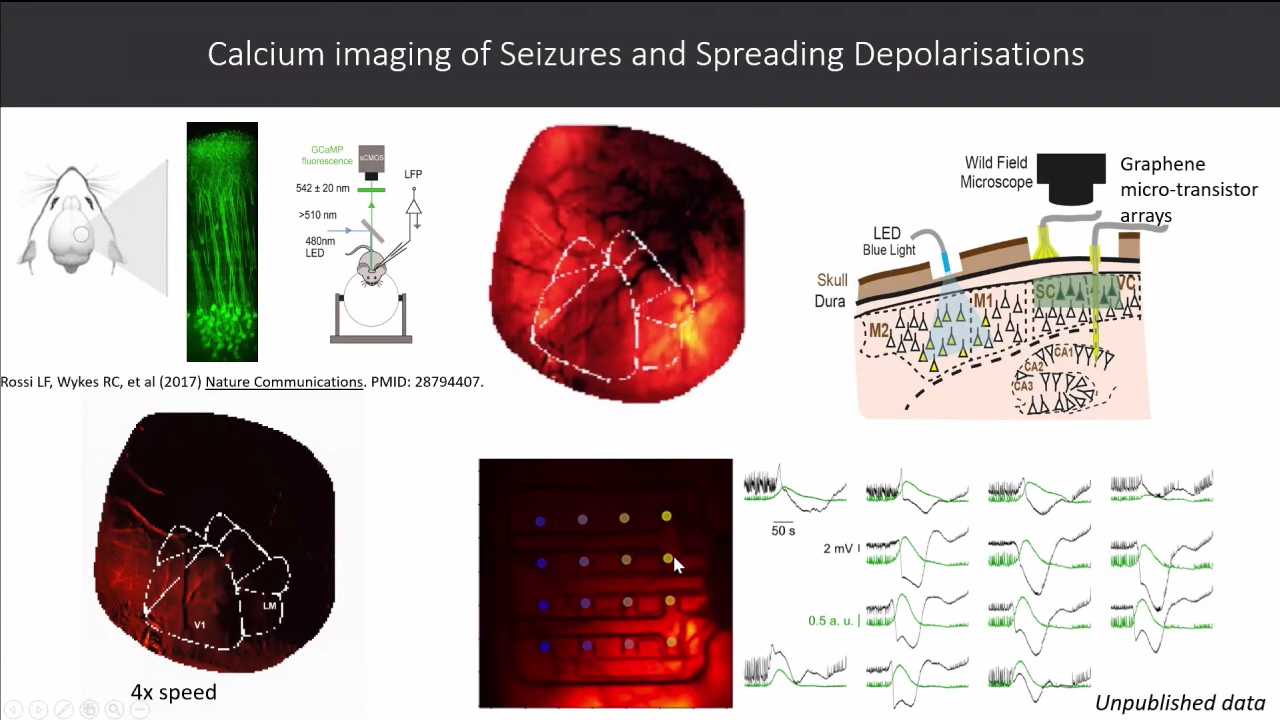 Calcium imaging of Seizures and Spreading Depolarisations
GCaMP
fluorescence
sCMOS
542 ± 20 nm
LFP
>510 nm
480nm
LED
Wild Field
Microscope
Graphene
micro-transistor
arrays
LED
Blue Light
Skull
Dura
M2
M1
SC
VC
CA1
CA2
CA3
Rossi LF, Wykes RC, et al (2017) Nature Communications. PMID: 28794407.
LM
V1
4x speed
50 s
2 mV
0.5 a. u.
Unpublished data